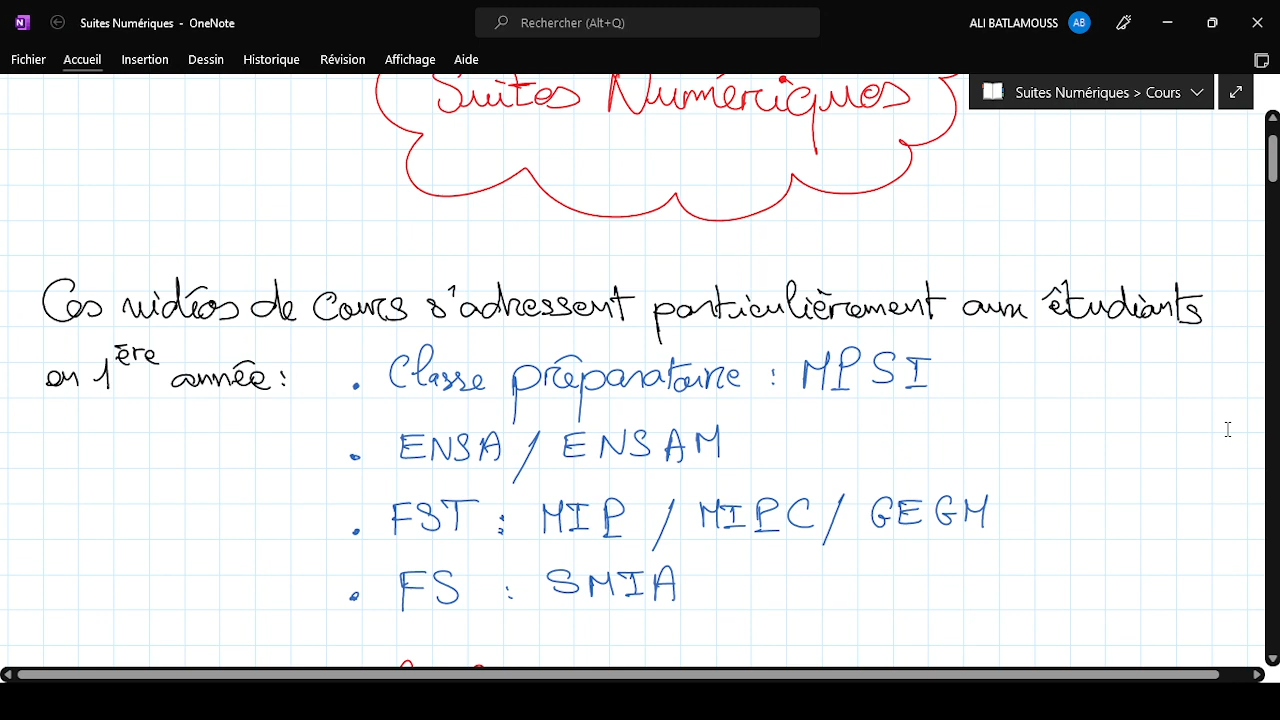 Suites Numériques - OneNote
Rechercher (Alt+Q)
ALI BATLAMOUSS AB
Fichier Accueil Insertion Dessin Historique Révision Affichage Aide
Suites Numériques > Cours
Suites Numériques
Ces vidéos de cours s'adressent particulièrement aux étudiants
en 1ère année :
. Classe préparatoire : MPSI
. ENSA / ENSAM
. FST : MIP / MIPC / GEGM
. FS : SMIA